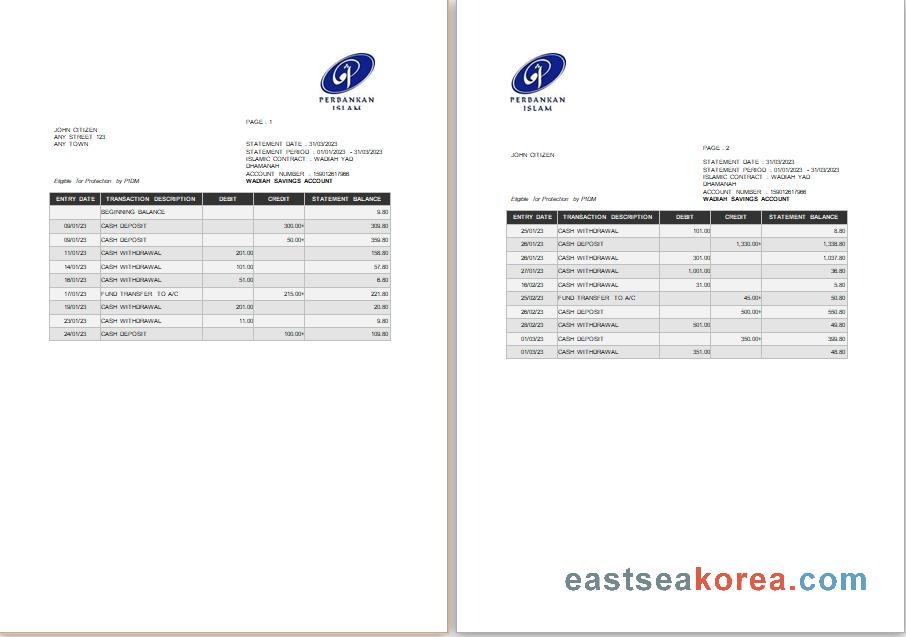 PERBANKAN
ISLAM
PAGE : 1
JOHN CITIZEN
ANY STREET 123
ANY TOWN
STATEMENT DATE : 31/03/2023
STATEMENT PERIOD : 01/01/2023 - 31/03/2023
ISLAMIC CONTRACT : WADIAH YAD
DHAMANAH
ACCOUNT NUMBER : 159012617966
Eligible for Protection by PIDM
WADIAH SAVINGS ACCOUNT
ENTRY DATE TRANSACTION DESCRIPTION DEBIT CREDIT STATEMENT BALANCE
BEGINNING BALANCE 9.80
09/01/23 CASH DEPOSIT 300.00+ 309.80
09/01/23 CASH DEPOSIT 50.00+ 359.80
11/01/23 CASH WITHDRAWAL 201.00 158.80
14/01/23 CASH WITHDRAWAL 101.00 57.80
16/01/23 CASH WITHDRAWAL 51.00 6.80
17/01/23 FUND TRANSFER TO A/C 215.00+ 221.80
19/01/23 CASH WITHDRAWAL 201.00 20.80
23/01/23 CASH WITHDRAWAL 11.00 9.80
24/01/23 CASH DEPOSIT 100.00+ 109.80
PERBANKAN
ISLAM
PAGE : 2
JOHN CITIZEN
STATEMENT DATE : 31/03/2023
STATEMENT PERIOD : 01/01/2023 - 31/03/2023
ISLAMIC CONTRACT : WADIAH YAD
DHAMANAH
ACCOUNT NUMBER : 159012617966
Eligible for Protection by PIDM
WADIAH SAVINGS ACCOUNT
ENTRY DATE TRANSACTION DESCRIPTION DEBIT CREDIT STATEMENT BALANCE
25/01/23 CASH WITHDRAWAL 101.00 8.80
26/01/23 CASH DEPOSIT 1,330.00+ 1,338.80
26/01/23 CASH WITHDRAWAL 301.00 1,037.80
27/01/23 CASH WITHDRAWAL 1,001.00 36.80
16/02/23 CASH WITHDRAWAL 31.00 5.80
25/02/23 FUND TRANSFER TO A/C 45.00+ 50.80
26/02/23 CASH DEPOSIT 500.00+ 550.80
28/02/23 CASH WITHDRAWAL 501.00 49.80
01/03/23 CASH DEPOSIT 350.00+ 399.80
01/03/23 CASH WITHDRAWAL 351.00 48.80
eastseakorea.com